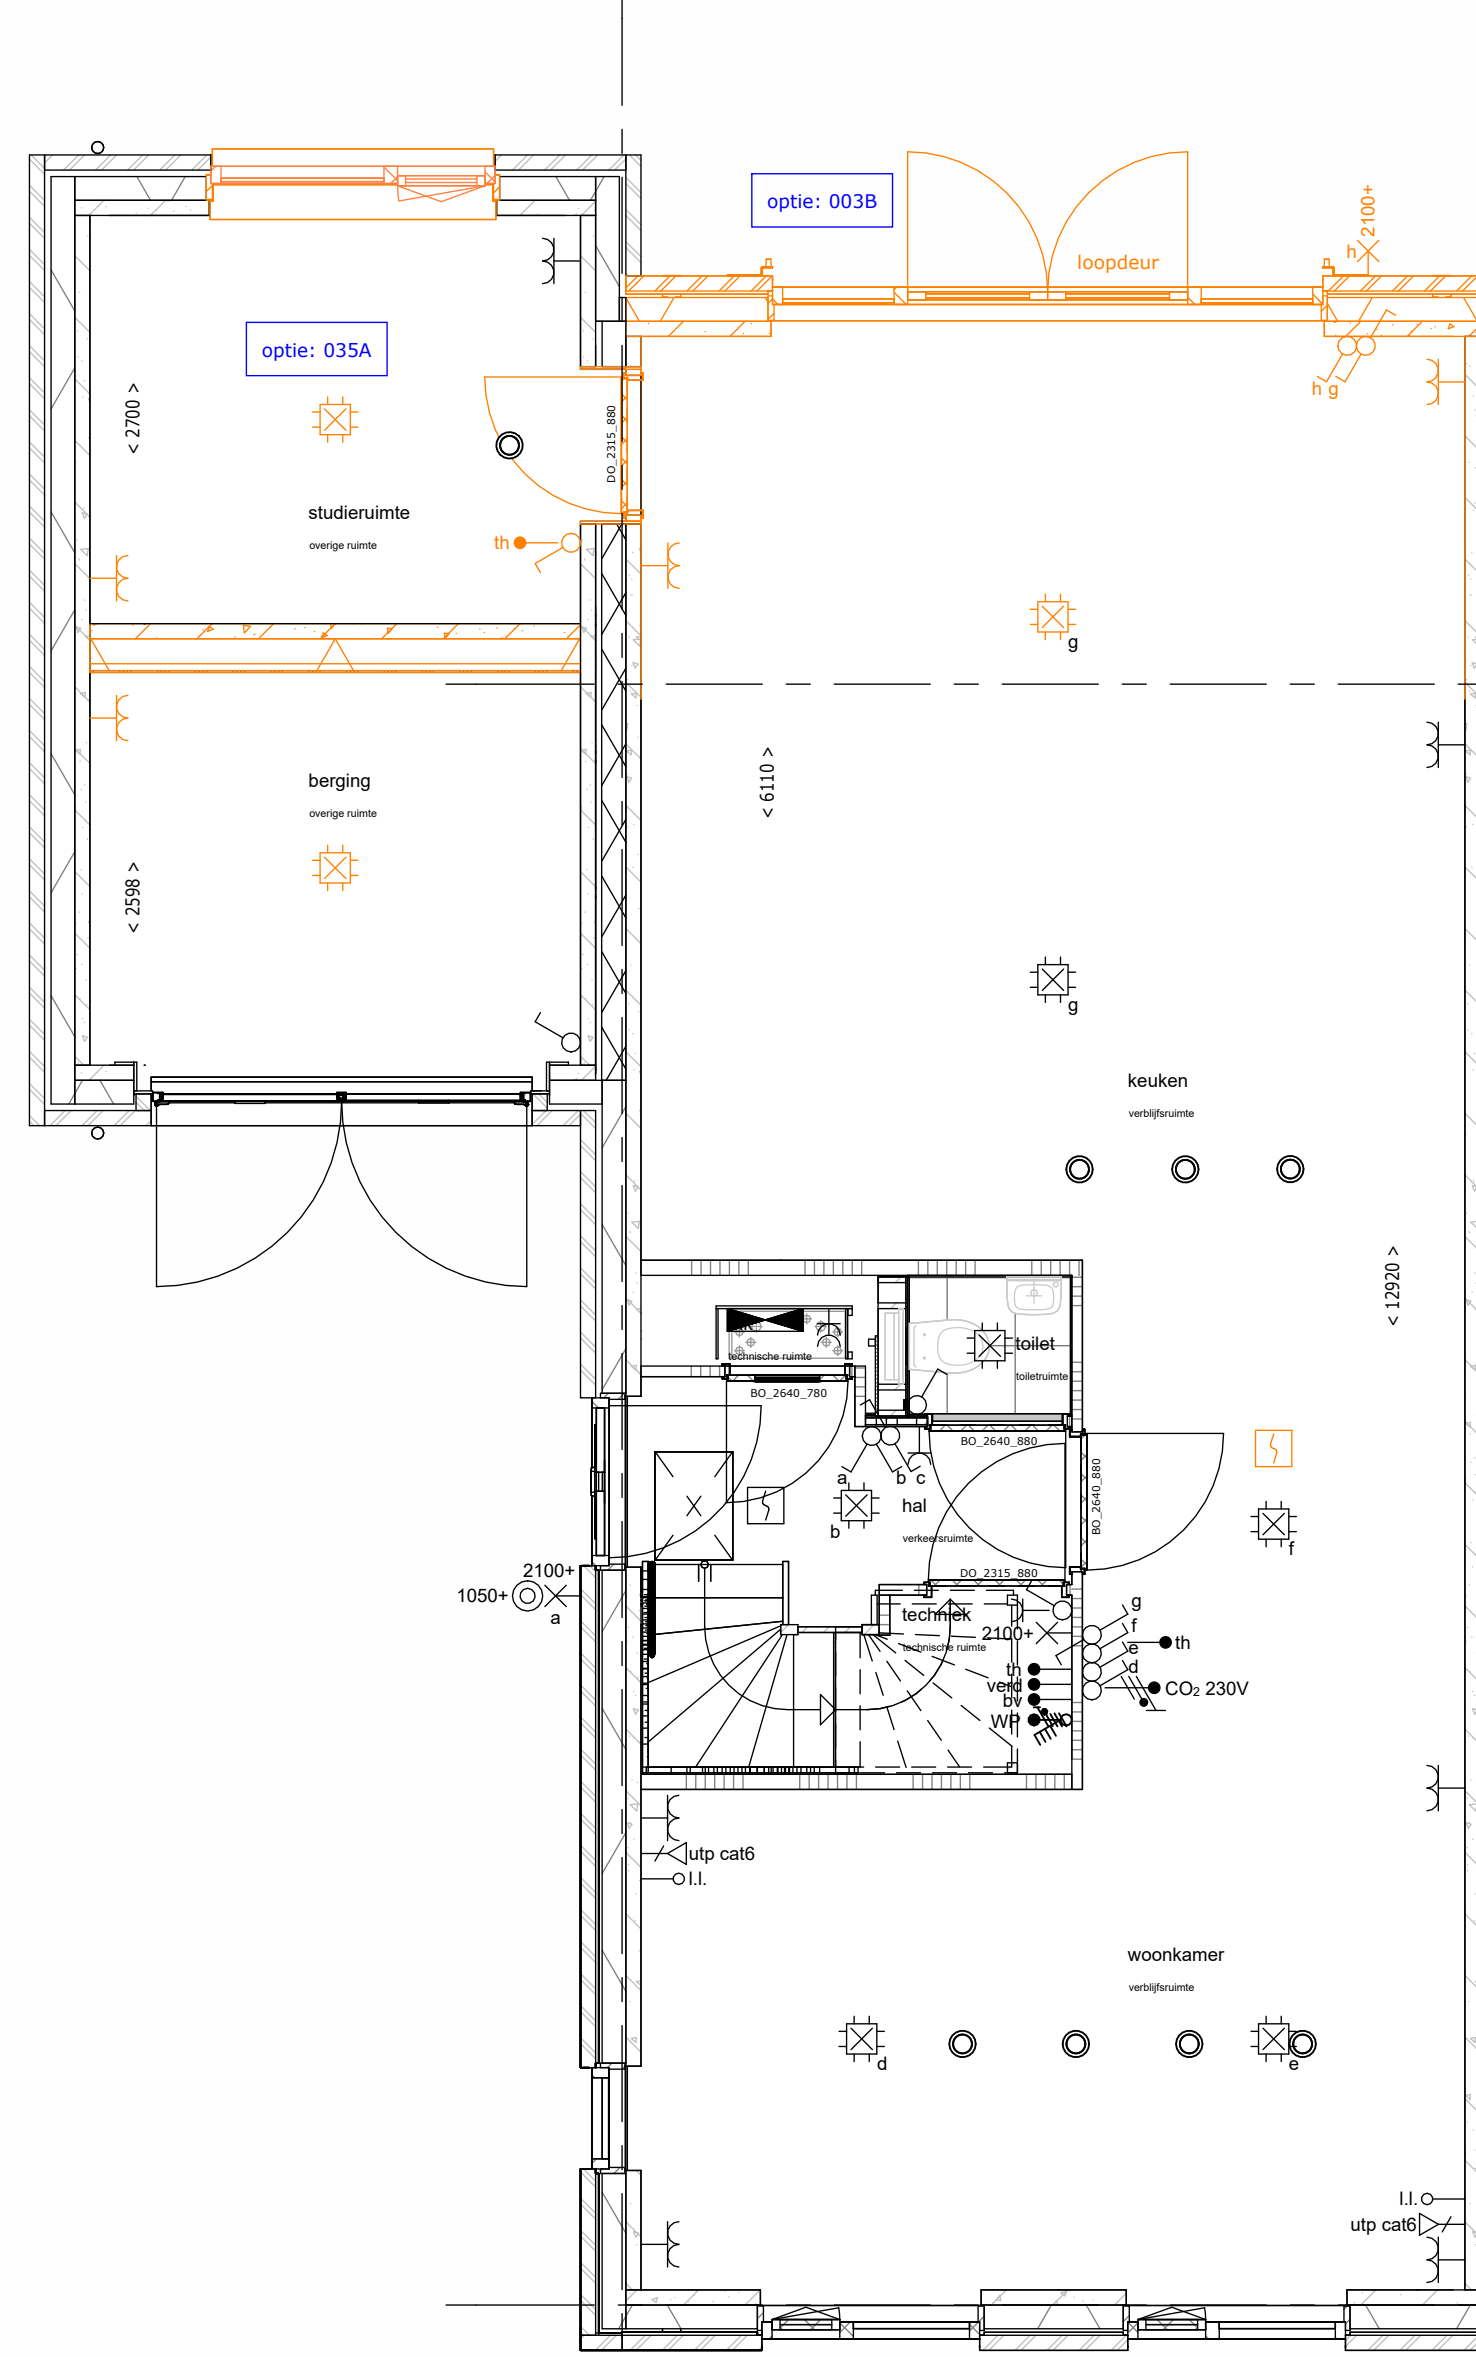 optie: 003B
2100+
h
loopdeur
optie: 035A
h g
< 2700 >
DO_2315_880
studieruimte
overige ruimte
th
g
berging
overige ruimte
< 6110 >
< 2598 >
g
keuken
verblijfsruimte
< 12920 >
technische ruimte
toilet
toiletruimte
BO_2640_780
BO_2640_880
BO_2640_880
a
b c
hal
b
verkeersruimte
f
DO_2315_880
2100+
1050+
a
techniek
technische ruimte
2100+
g
f
e
d
th
th
verd
bv
WP
CO₂ 230V
utp cat6
l.l.
woonkamer
verblijfsruimte
d
e
l.l.
utp cat6